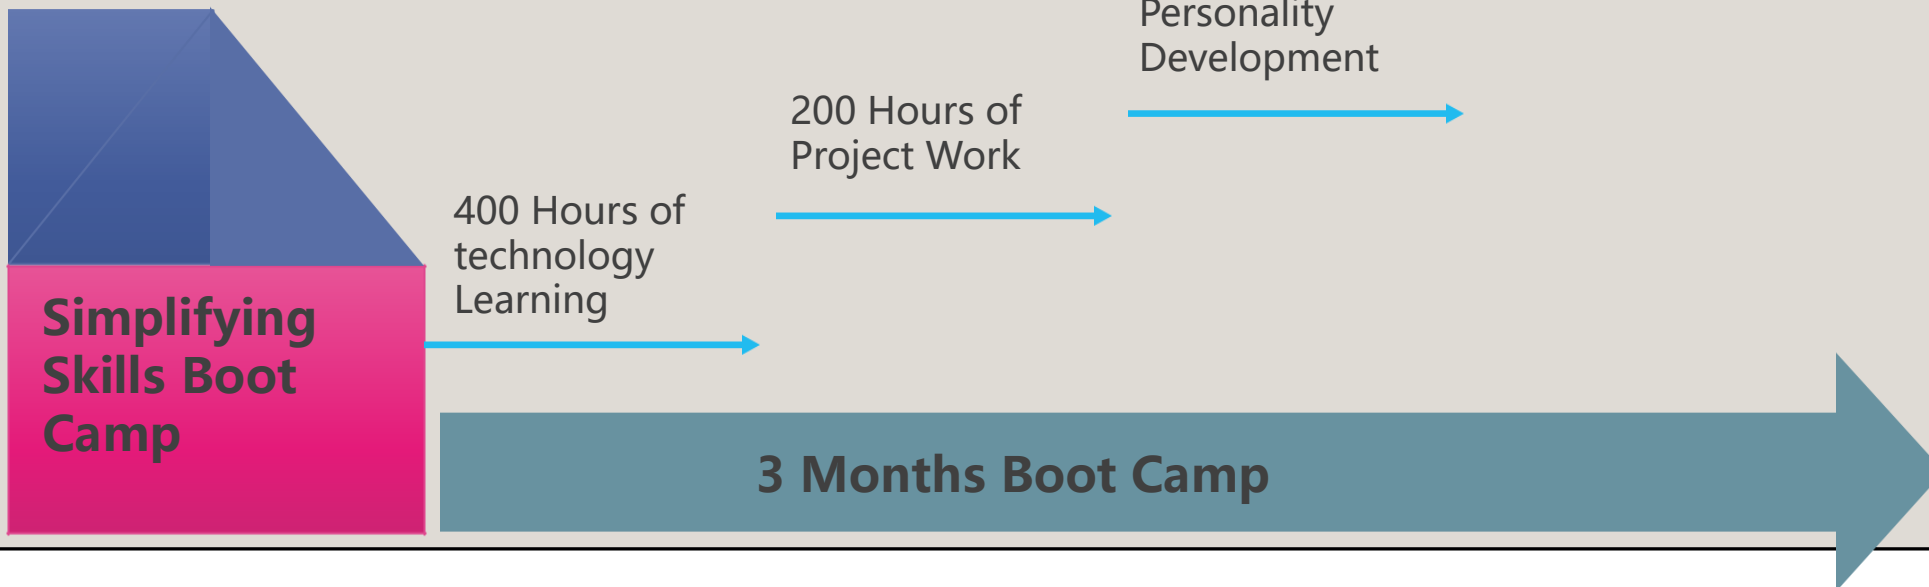 Personality
Development
200 Hours of
Project Work
400 Hours of
technology
Learning
Simplifying
Skills Boot
Camp
3 Months Boot Camp